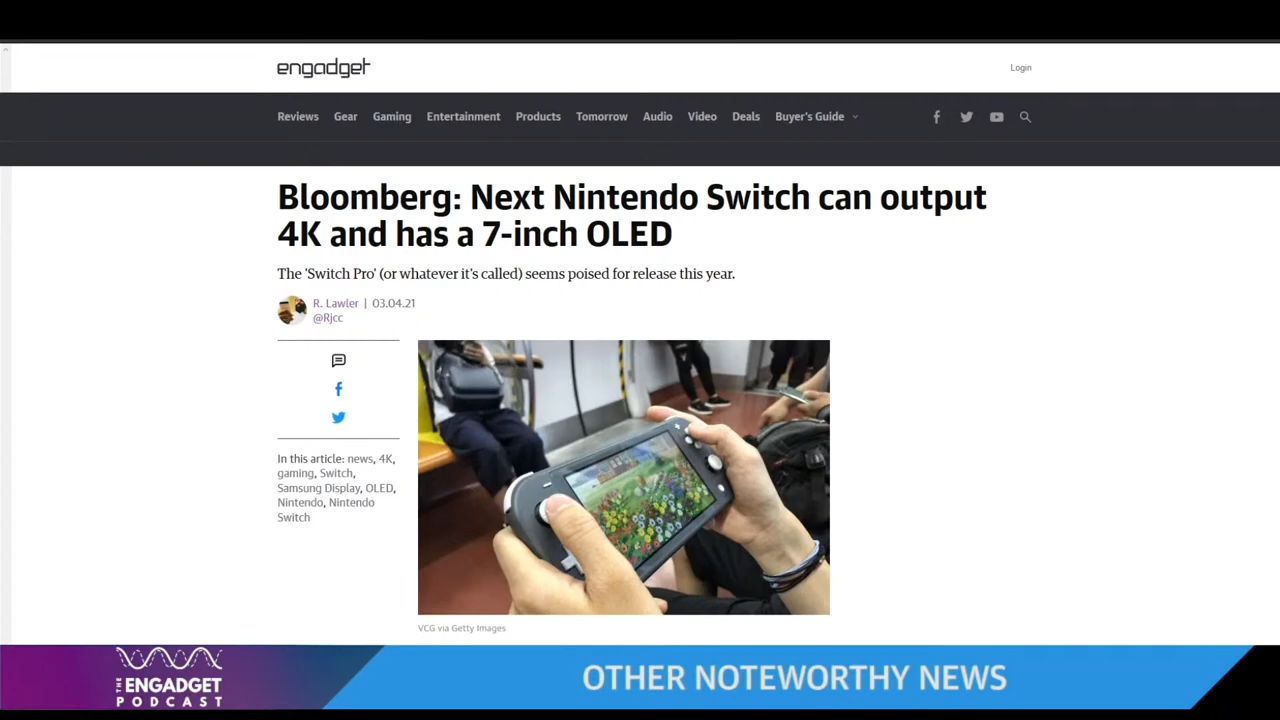 engadget
Login
Reviews Gear Gaming Entertainment Products Tomorrow Audio Video Deals Buyer's Guide
Bloomberg: Next Nintendo Switch can output
4K and has a 7-inch OLED
The 'Switch Pro' (or whatever it's called) seems poised for release this year.
R. Lawler | 03.04.21
@Rjcc
In this article: news, 4K,
gaming, Switch,
Samsung Display, OLED,
Nintendo, Nintendo
Switch
VCG via Getty Images
THE
ENGADGET
PODCAST
OTHER NOTEWORTHY NEWS